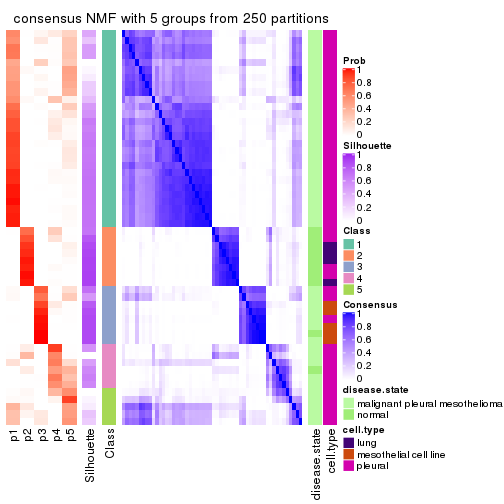 consensus NMF with 5 groups from 250 partitions
Prob
1
0.8
0.6
0.4
0.2
0
Silhouette
1
0.8
0.6
0.4
0.2
0
Class
1
2
3
4
5
Consensus
1
0.8
0.6
0.4
0.2
0
disease.state
malignant pleural mesothelioma
normal
cell.type
lung
mesothelial cell line
pleural
p1
p2
p3
p4
p5
Silhouette
Class
disease.state
cell.type